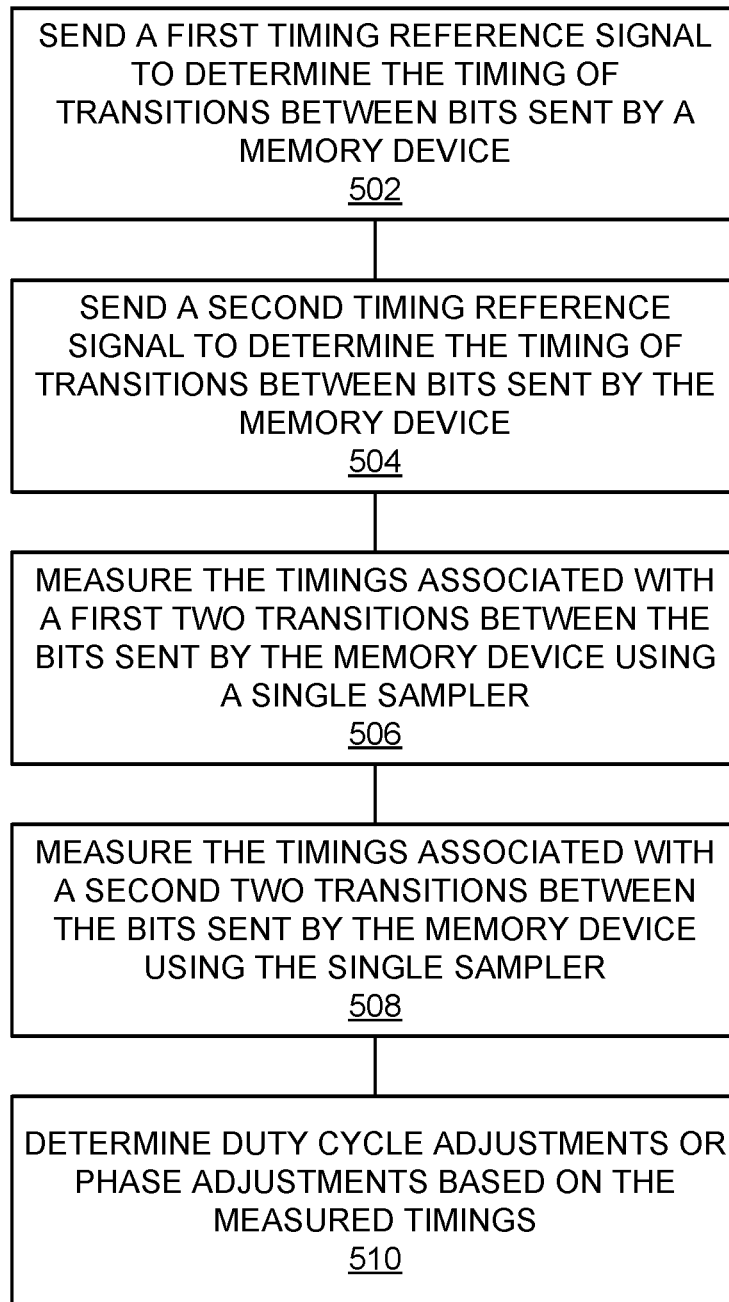 SEND A FIRST TIMING REFERENCE SIGNAL
TO DETERMINE THE TIMING OF
TRANSITIONS BETWEEN BITS SENT BY A
MEMORY DEVICE
502
SEND A SECOND TIMING REFERENCE
SIGNAL TO DETERMINE THE TIMING OF
TRANSITIONS BETWEEN BITS SENT BY THE
MEMORY DEVICE
504
MEASURE THE TIMINGS ASSOCIATED WITH
A FIRST TWO TRANSITIONS BETWEEN THE
BITS SENT BY THE MEMORY DEVICE USING
A SINGLE SAMPLER
506
MEASURE THE TIMINGS ASSOCIATED WITH
A SECOND TWO TRANSITIONS BETWEEN
THE BITS SENT BY THE MEMORY DEVICE
USING THE SINGLE SAMPLER
508
DETERMINE DUTY CYCLE ADJUSTMENTS OR
PHASE ADJUSTMENTS BASED ON THE
MEASURED TIMINGS
510